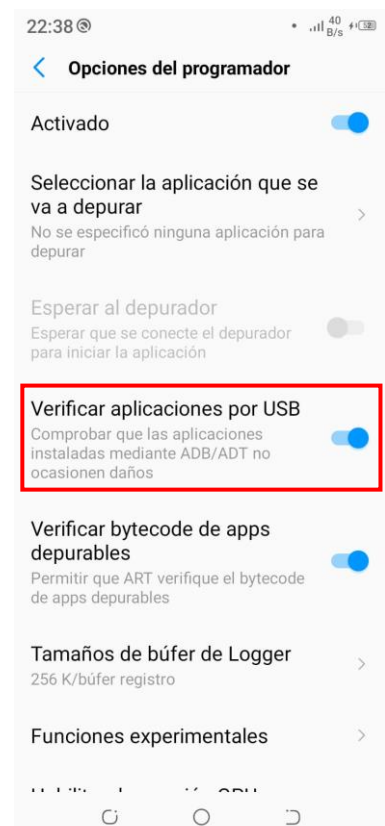 22:38
40
B/s
52
Opciones del programador
Activado
Seleccionar la aplicación que se
va a depurar
No se especificó ninguna aplicación para
depurar
Esperar al depurador
Esperar que se conecte el depurador
para iniciar la aplicación
Verificar aplicaciones por USB
Comprobar que las aplicaciones
instaladas mediante ADB/ADT no
ocasionen daños
Verificar bytecode de apps
depurables
Permitir que ART verifique el bytecode
de apps depurables
Tamaños de búfer de Logger
256 K/búfer registro
Funciones experimentales